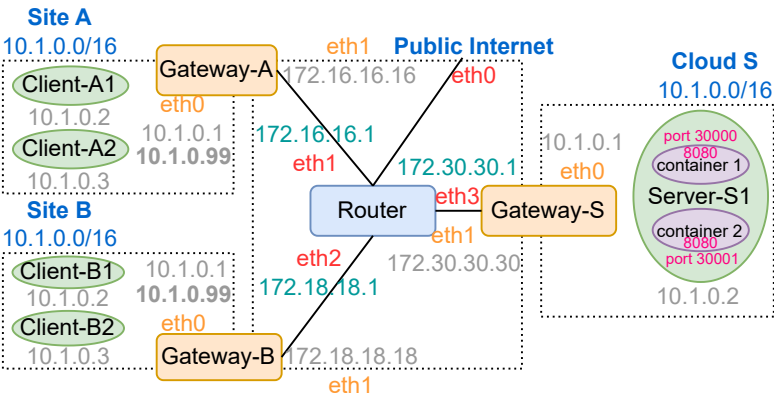 Site A
10.1.0.0/16
Client-A1
10.1.0.2
Client-A2
10.1.0.3
Gateway-A
eth0
10.1.0.1
10.1.0.99
eth1
172.16.16.16
Public Internet
eth0
172.16.16.1
eth1
172.30.30.1
Router
eth3
Gateway-S
eth1
172.30.30.30
10.1.0.1
eth0
Cloud S
10.1.0.0/16
port 30000
8080
container 1
Server-S1
container 2
8080
port 30001
10.1.0.2
Site B
10.1.0.0/16
Client-B1
10.1.0.2
Client-B2
10.1.0.3
10.1.0.1
10.1.0.99
eth0
Gateway-B
eth2
172.18.18.1
172.18.18.18
eth1